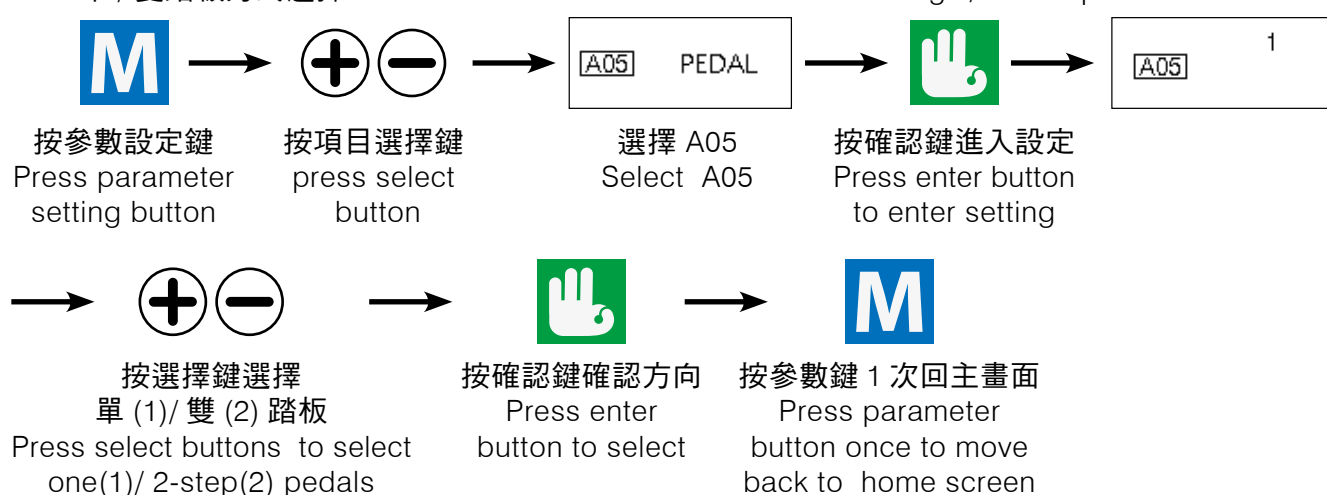 M
A05 PEDAL
A05 1
按參數設定鍵
Press parameter
setting button
按項目選擇鍵
press select
button
選擇 A05
Select A05
按確認鍵進入設定
Press enter button
to enter setting
M
按選擇鍵選擇
單 (1)/ 雙 (2) 踏板
Press select buttons to select
one(1)/ 2-step(2) pedals
按確認鍵確認方向
Press enter
button to select
按參數鍵 1 次回主畫面
Press parameter
button once to move
back to home screen